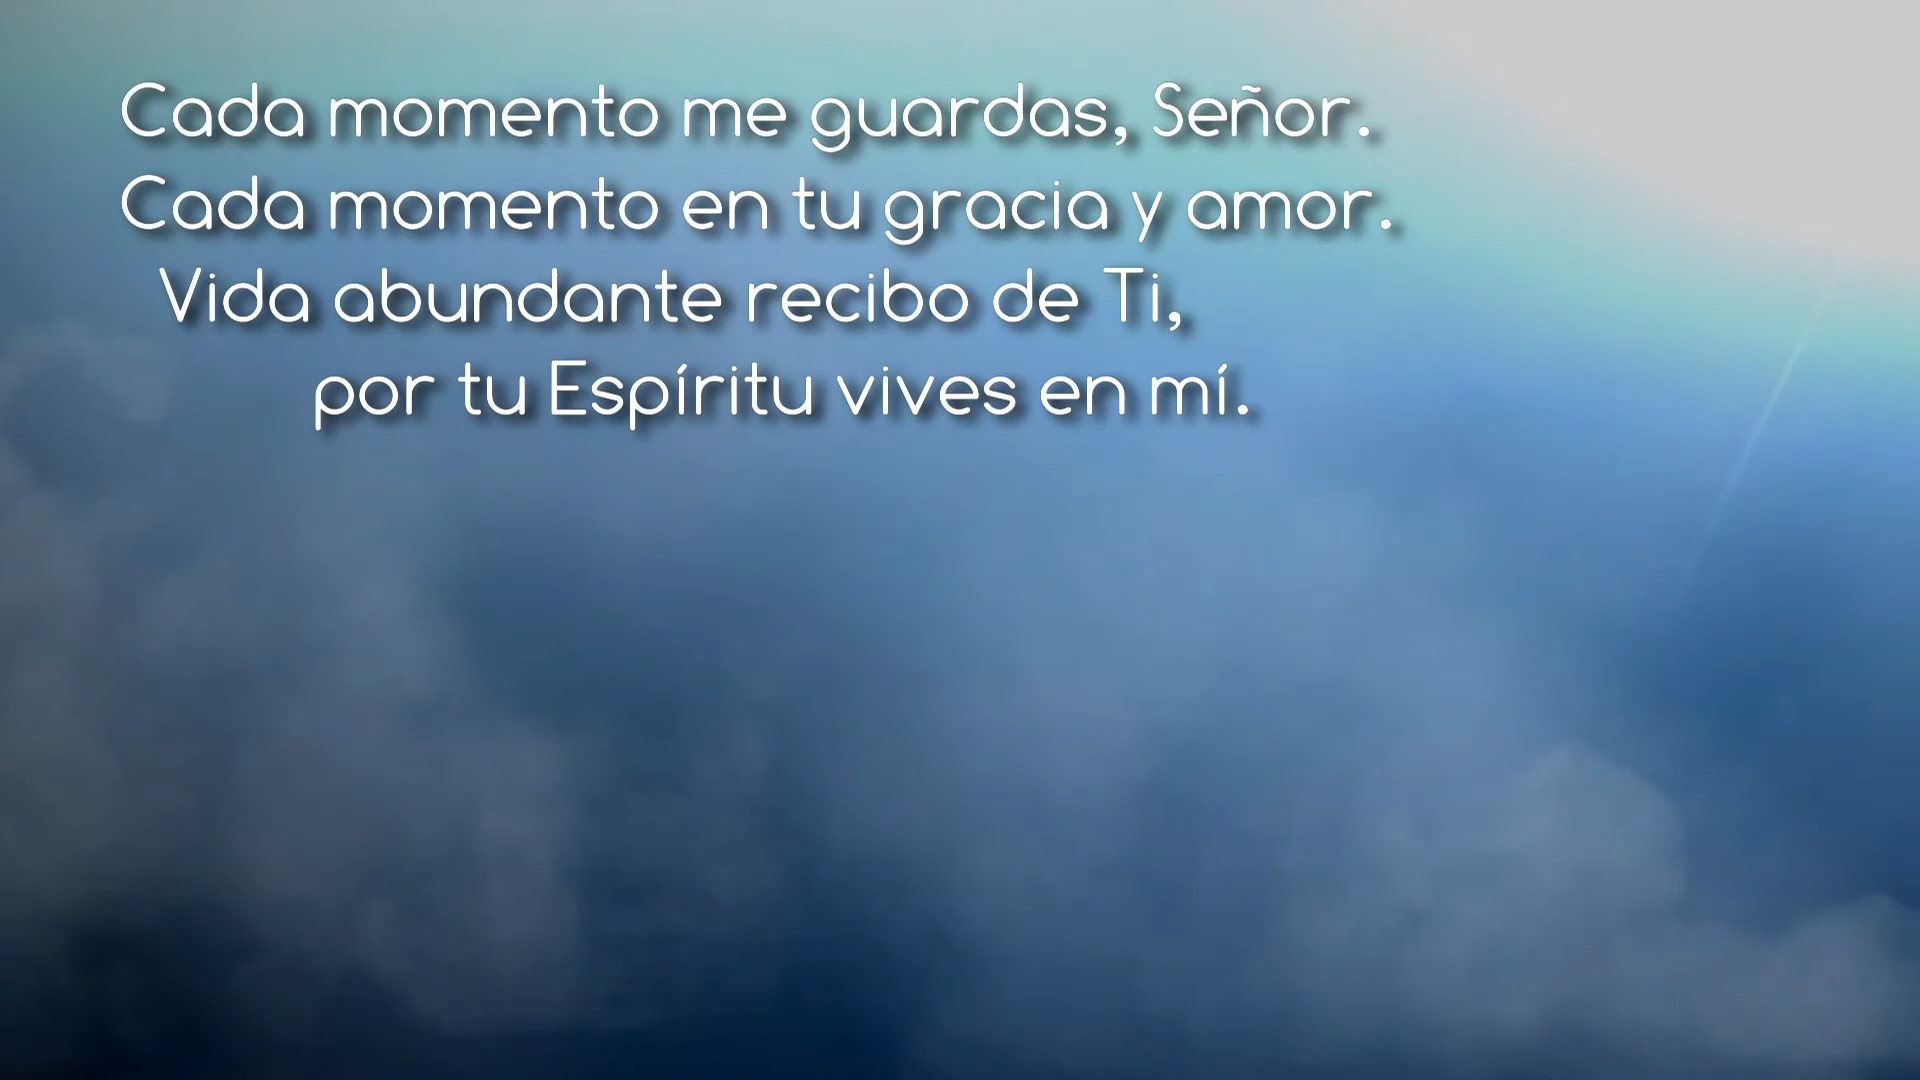 Cada momento me guardas, Señor.
Cada momento en tu gracia y amor.
Vida abundante recibo de Ti,
por tu Espíritu vives en mí.